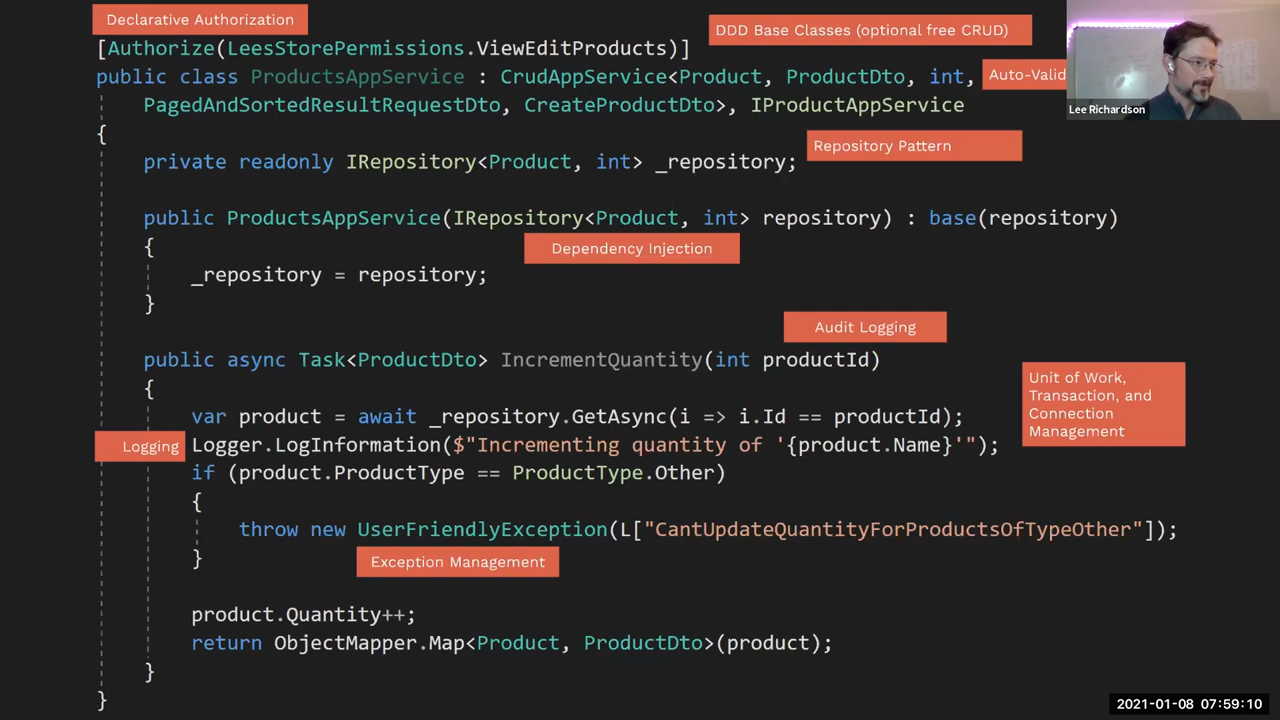 Declarative Authorization
DDD Base Classes (optional free CRUD)
[Authorize(LeesStorePermissions.ViewEditProducts)]
public class ProductsAppService : CrudAppService<Product, ProductDto, int,
Auto-Valid
Lee Richardson
PagedAndSortedResultRequestDto, CreateProductDto>, IProductAppService
{
Repository Pattern
private readonly IRepository<Product, int> _repository;
public ProductsAppService(IRepository<Product, int> repository) : base(repository)
{
Dependency Injection
_repository = repository;
}
Audit Logging
public async Task<ProductDto> IncrementQuantity(int productId)
{
Unit of Work,
Transaction, and
Connection
Management
var product = await _repository.GetAsync(i => i.Id == productId);
Logging
Logger.LogInformation($"Incrementing quantity of '{product.Name}'");
if (product.ProductType == ProductType.Other)
{
throw new UserFriendlyException(L["CantUpdateQuantityForProductsOfTypeOther"]);
}
Exception Management
product.Quantity++;
return ObjectMapper.Map<Product, ProductDto>(product);
}
}
2021-01-08 07:59:10